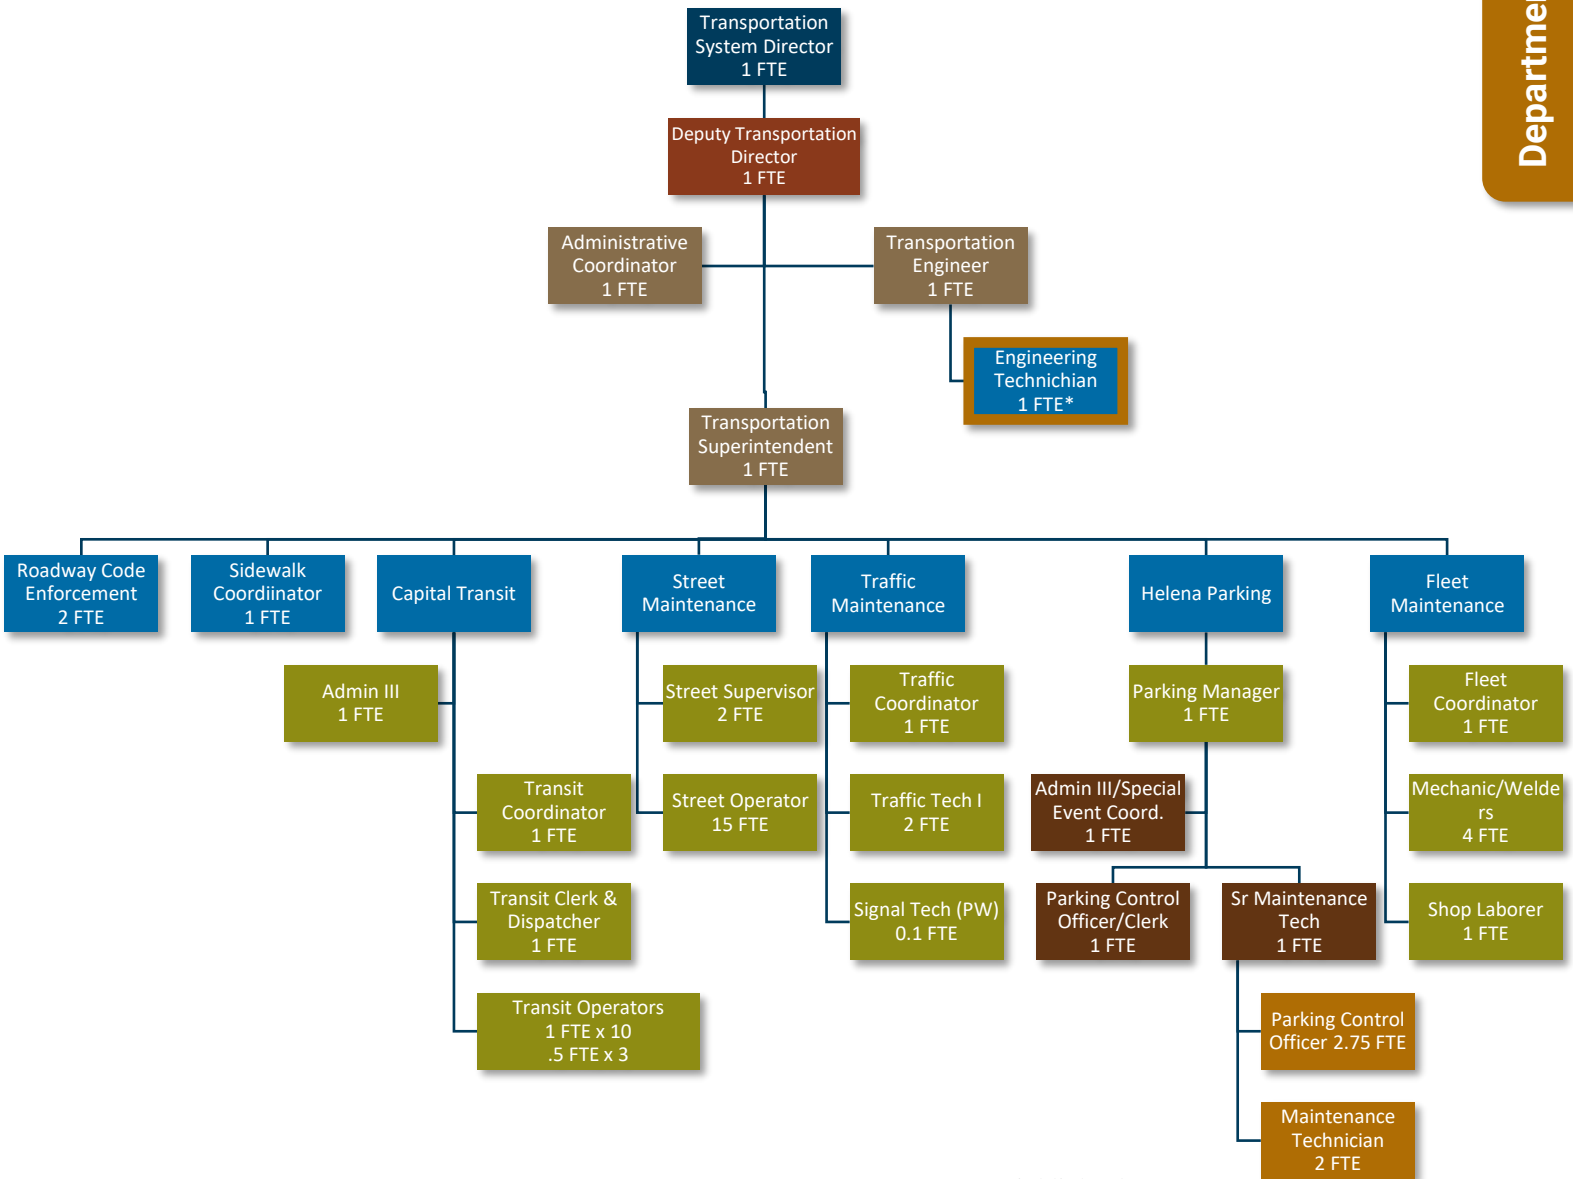 Departmen
Transportation
System Director
1 FTE
Deputy Transportation
Director
1 FTE
Administrative
Coordinator
1 FTE
Transportation
Engineer
1 FTE
Engineering
Technichian
1 FTE*
Transportation
Superintendent
1 FTE
Roadway Code
Enforcement
2 FTE
Sidewalk
Coordiinator
1 FTE
Capital Transit
Street
Maintenance
Traffic
Maintenance
Helena Parking
Fleet
Maintenance
Admin III
1 FTE
Transit
Coordinator
1 FTE
Transit Clerk &
Dispatcher
1 FTE
Transit Operators
1 FTE x 10
.5 FTE x 3
Street Supervisor
2 FTE
Street Operator
15 FTE
Traffic
Coordinator
1 FTE
Traffic Tech I
2 FTE
Signal Tech (PW)
0.1 FTE
Parking Manager
1 FTE
Admin III/Special
Event Coord.
1 FTE
Parking Control
Officer/Clerk
1 FTE
Sr Maintenance
Tech
1 FTE
Parking Control
Officer 2.75 FTE
Maintenance
Technician
2 FTE
Fleet
Coordinator
1 FTE
Mechanic/Welde
rs
4 FTE
Shop Laborer
1 FTE